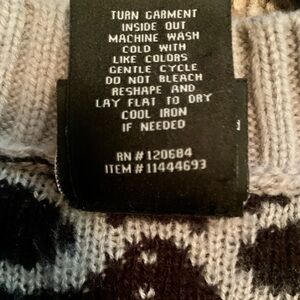 TURN GARMENT
INSIDE OUT
MACHINE WASH
COLD WITH
LIKE COLORS
GENTLE CYCLE
DO NOT BLEACH
RESHAPE AND
LAY FLAT TO DRY
COOL IRON
IF NEEDED
RN # 120684
ITEM # 11444693